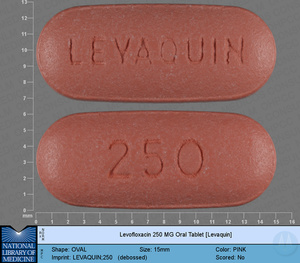 LEVAQUIN
250
Levofloxacin 250 MG Oral Tablet [Levaquin]
NATIONAL
LIBRARY OF
MEDICINE
Shape: OVAL Size: 15mm Color: PINK
Imprint: LEVAQUIN;250 (debossed) Scored: No